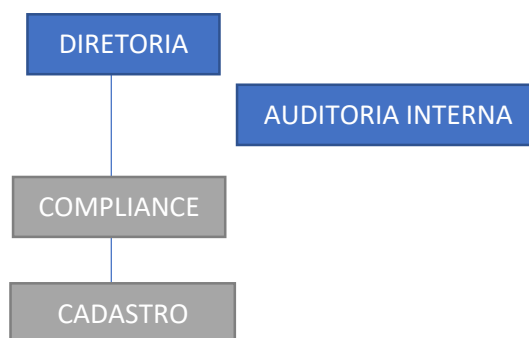 DIRETORIA
AUDITORIA INTERNA
COMPLIANCE
CADASTRO